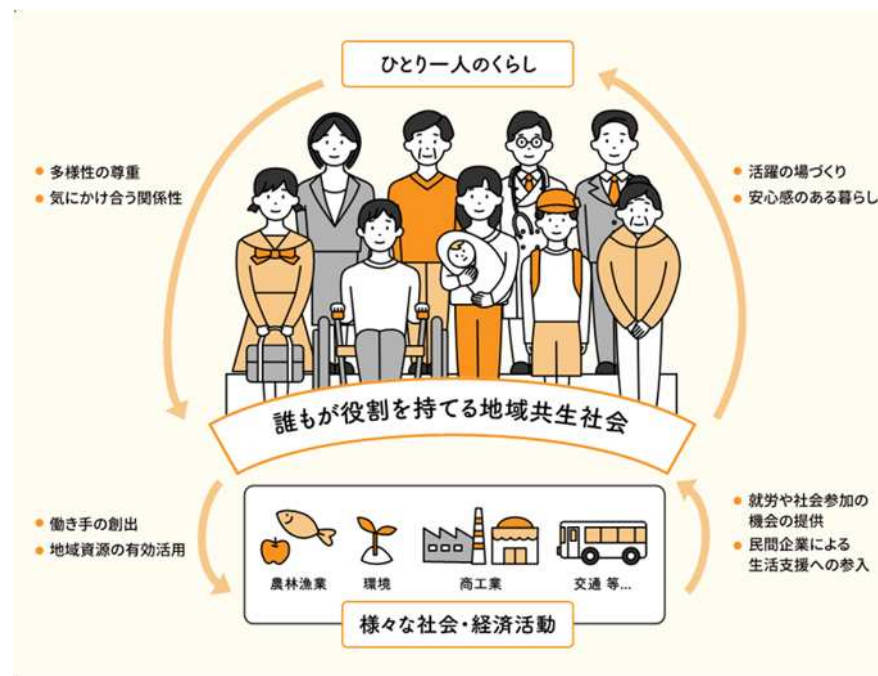 ひとり一人のくらし
● 多様性の尊重
● 気にかけ合う関係性
● 活躍の場づくり
● 安心感のある暮らし
誰もが役割を持てる地域共生社会
● 働き手の創出
● 地域資源の有効活用
● 就労や社会参加の
機会の提供
● 民間企業による
生活支援への参入
農林漁業
環境
商工業
交通 等...
様々な社会・経済活動